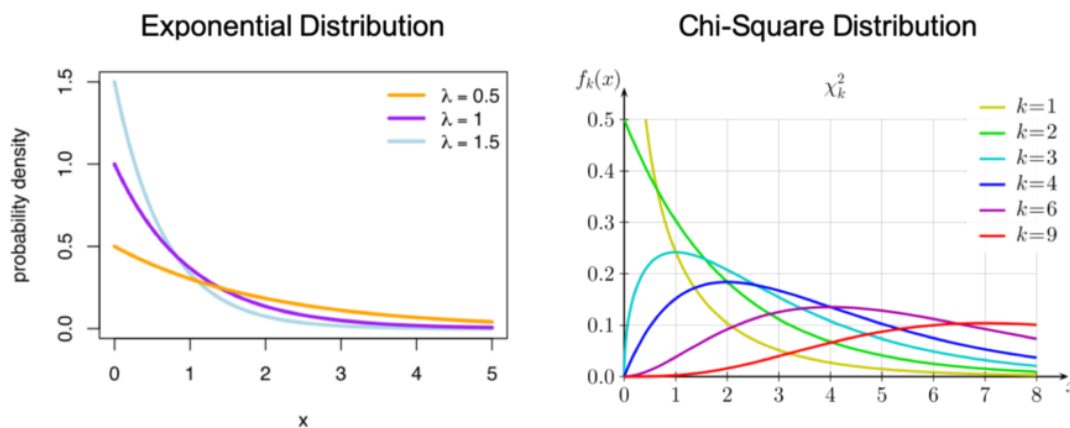 Exponential Distribution
probability density
1.5
1.0
0.5
0.0
λ = 0.5
λ = 1
λ = 1.5
0 1 2 3 4 5
x
Chi-Square Distribution
fₖ(x)
χ²ₖ
k=1
k=2
k=3
k=4
k=6
k=9
0.5
0.4
0.3
0.2
0.1
0.0
0 1 2 3 4 5 6 7 8